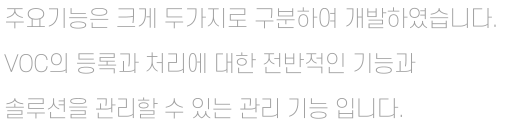 주요기능은 크게 두가지로 구분하여 개발하였습니다.
VOC의 등록과 처리에 대한 전반적인 기능과
솔루션을 관리할 수 있는 관리 기능 입니다.